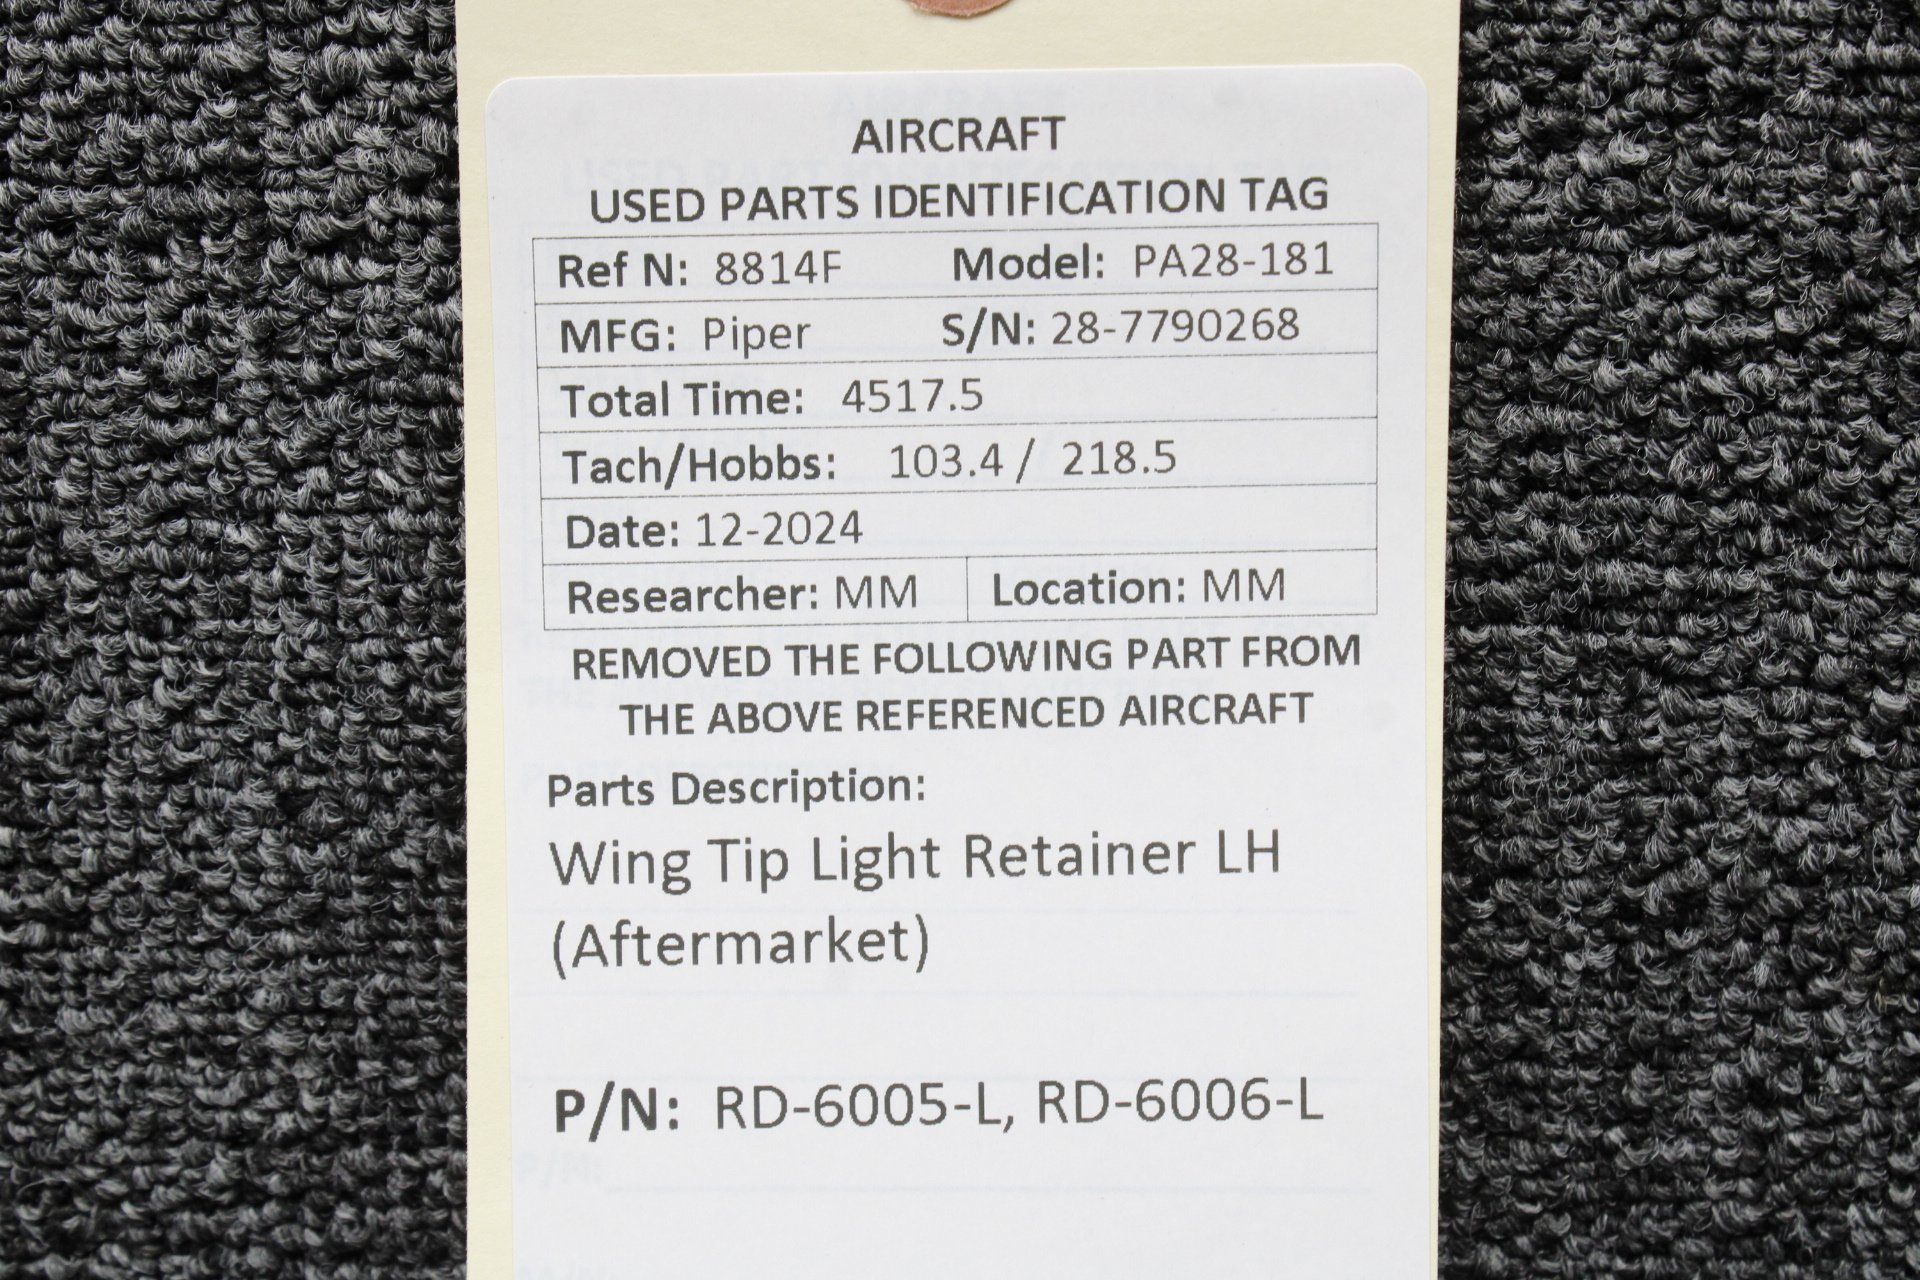 AIRCRAFT
USED PARTS IDENTIFICATION TAG
Ref N: 8814F Model: PA28-181
MFG: Piper S/N: 28-7790268
Total Time: 4517.5
Tach/Hobbs: 103.4 / 218.5
Date: 12-2024
Researcher: MM Location: MM
REMOVED THE FOLLOWING PART FROM
THE ABOVE REFERENCED AIRCRAFT
Parts Description:
Wing Tip Light Retainer LH
(Aftermarket)
P/N: RD-6005-L, RD-6006-L